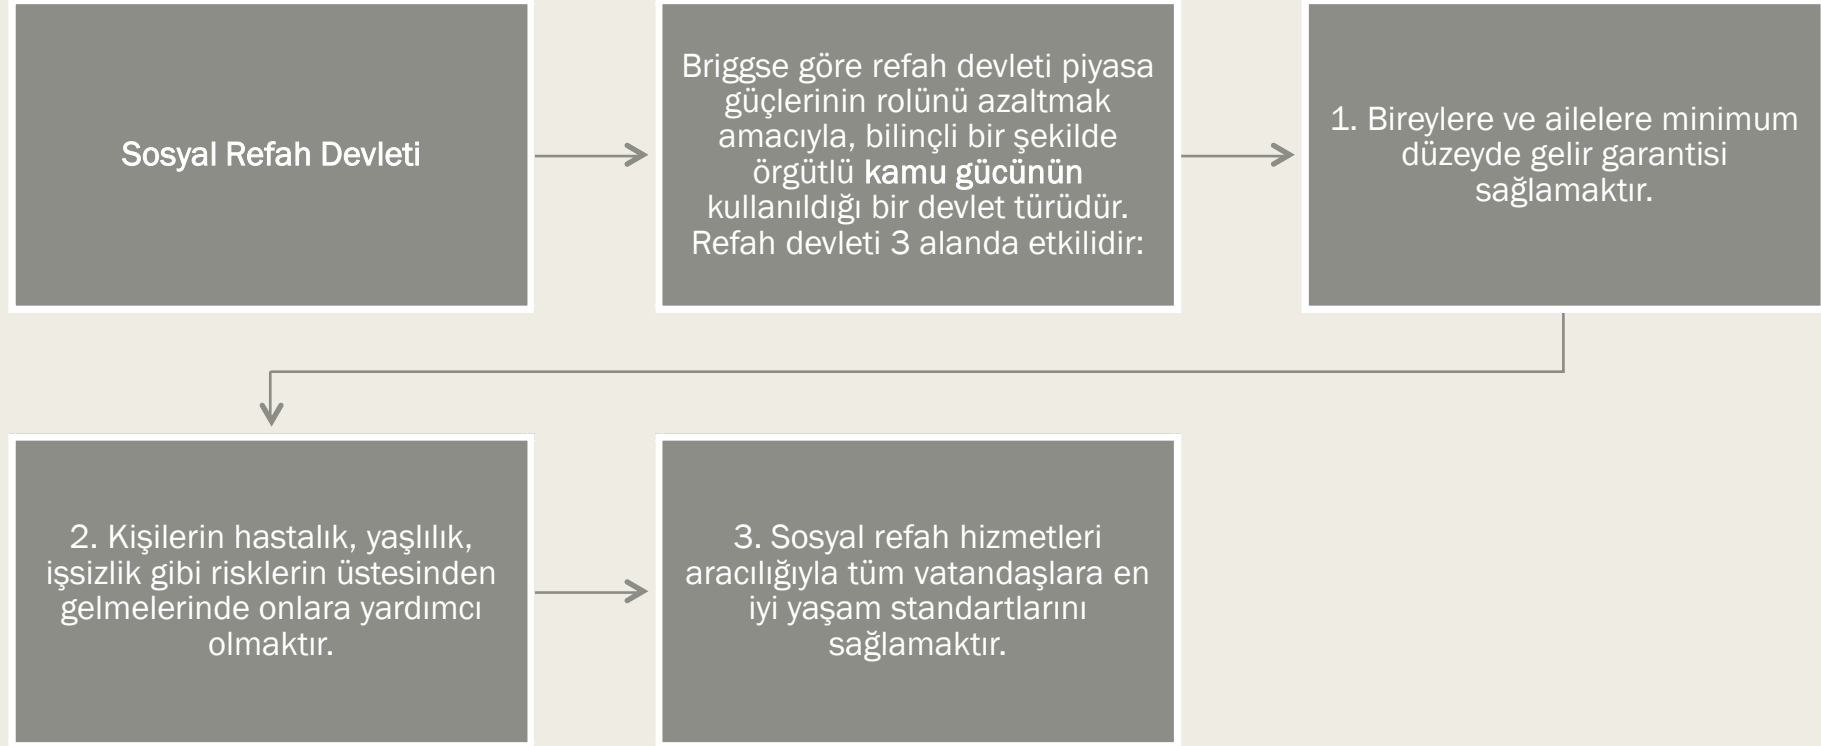 Sosyal Refah Devleti
Briggse göre refah devleti piyasa
güçlerinin rolünü azaltmak
amacıyla, bilinçli bir şekilde
örgütlü kamu gücünün
kullanıldığı bir devlet türüdür.
Refah devleti 3 alanda etkilidir:
1. Bireylere ve ailelere minimum
düzeyde gelir garantisi
sağlamaktır.
2. Kişilerin hastalık, yaşlılık,
işsizlik gibi risklerin üstesinden
gelmelerinde onlara yardımcı
olmaktır.
3. Sosyal refah hizmetleri
aracılığıyla tüm vatandaşlara en
iyi yaşam standartlarını
sağlamaktır.